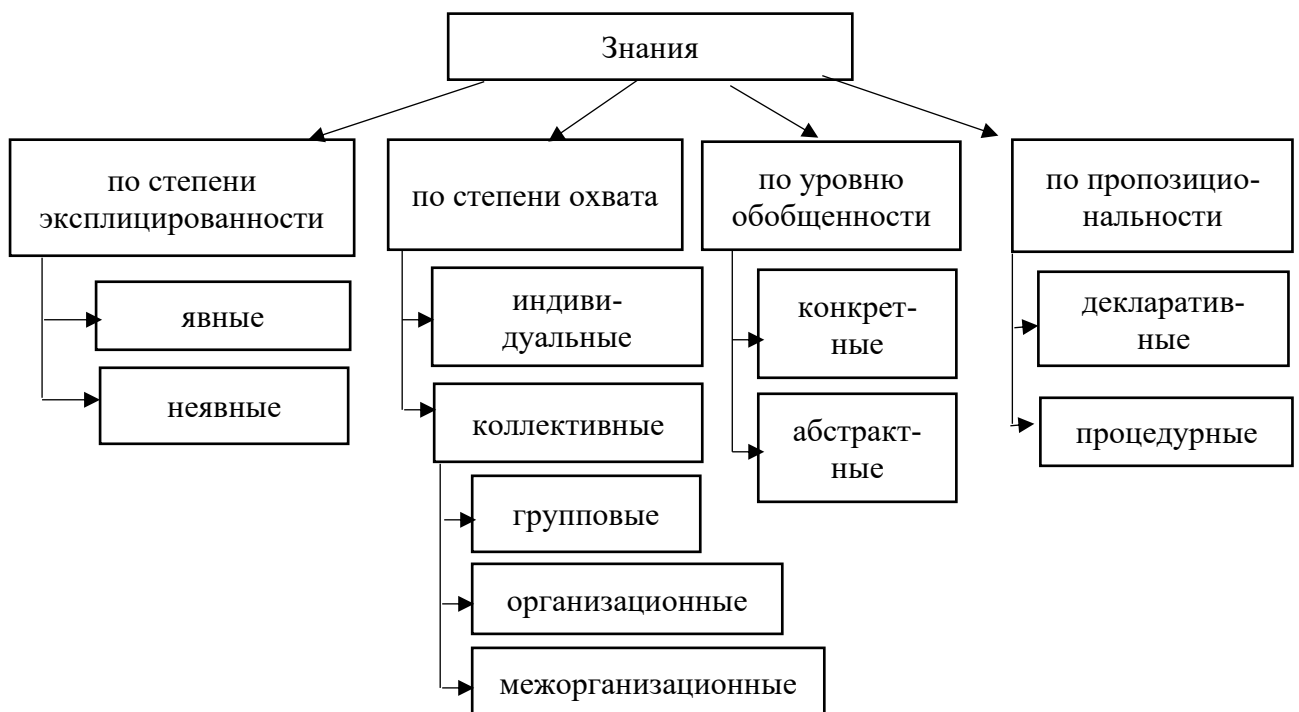 Знания
по степени
эксплицированности
явные
неявные
по степени охвата
индиви-
дуальные
коллективные
групповые
организационные
межорганизационные
по уровню
обобщенности
конкрет-
ные
абстракт-
ные
по пропозицио-
нальности
декларатив-
ные
процедурные